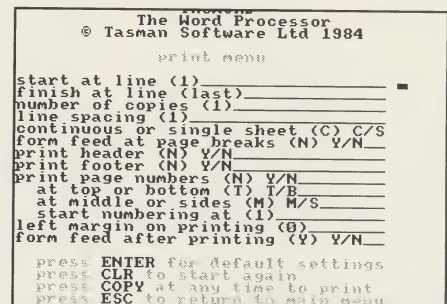 The Word Processor
© Tasman Software Ltd 1984
print menu
start at line (1)
finish at line (last)
number of copies (1)
line spacing (1)
continuous or single sheet (C) C/S
form feed at page breaks (N) Y/N
print header (N) Y/N
print footer (N) Y/N
print page numbers (N) Y/N
at top or bottom (T) T/B
at middle or sides (M) M/S
start numbering at (1)
left margin on printing (0)
form feed after printing (Y) Y/N
press ENTER for default settings
press CLR to start again
press COPY at any time to print
press ESC to return to main menu